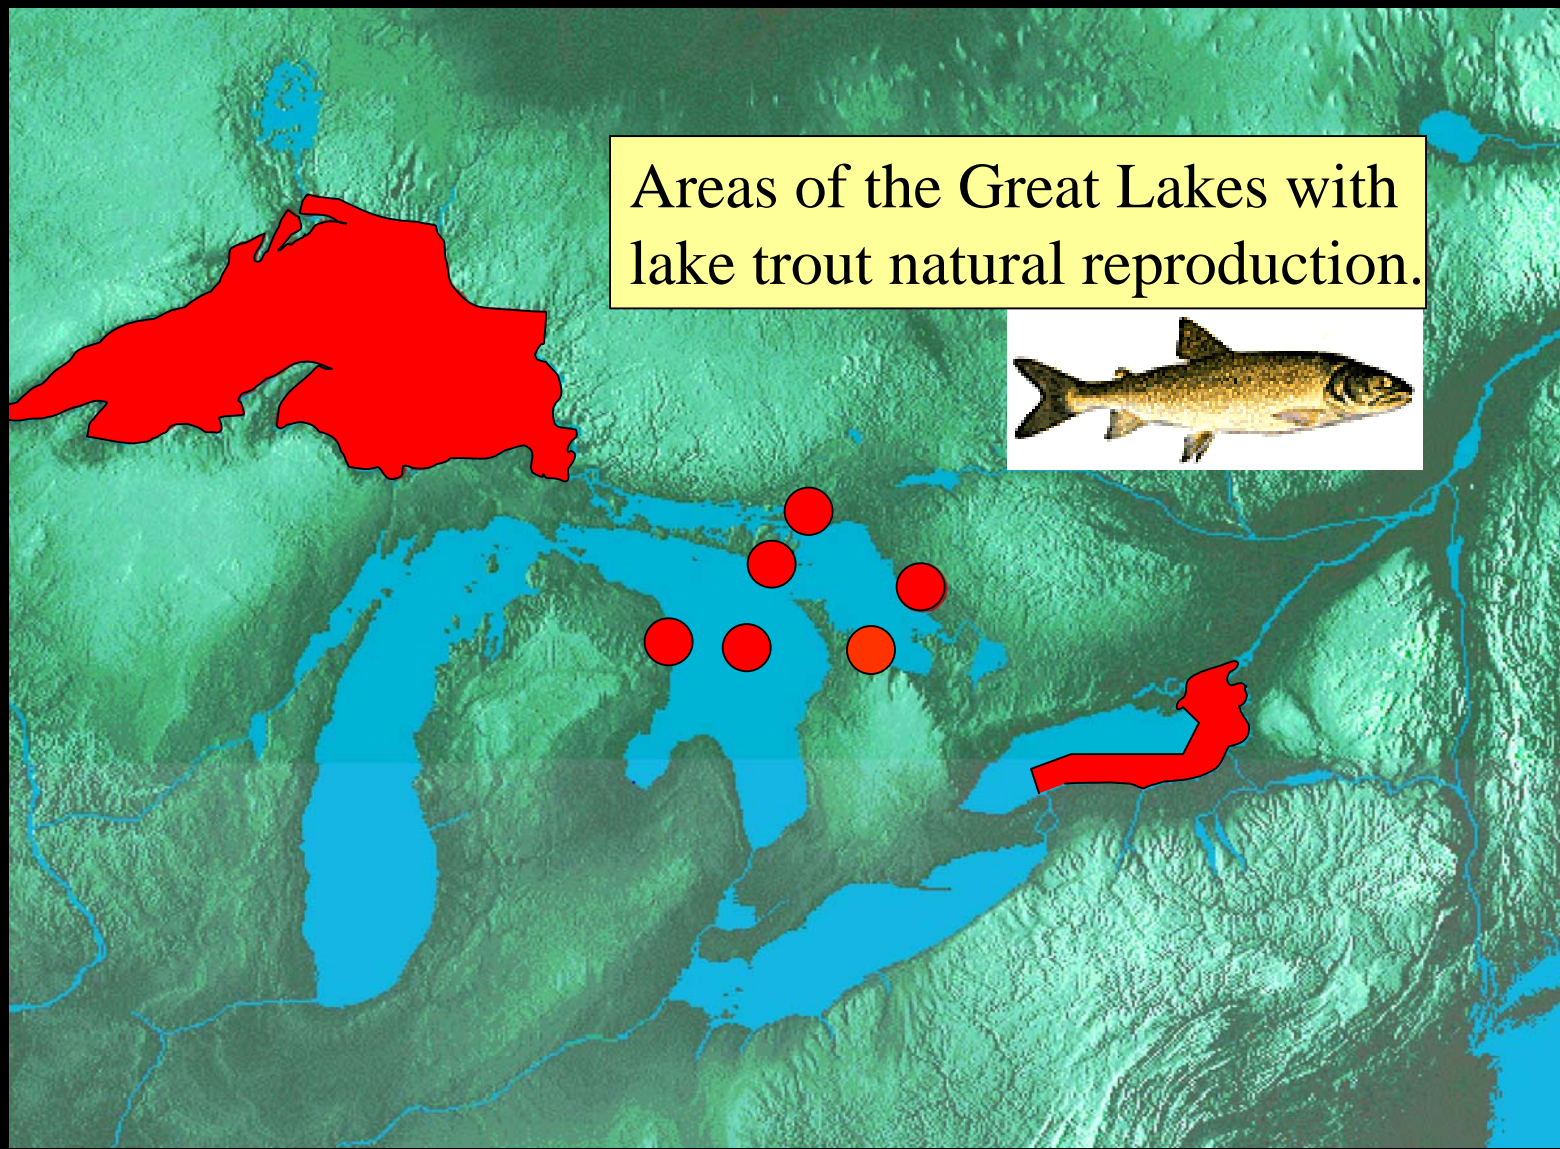 Areas of the Great Lakes with
lake trout natural reproduction.